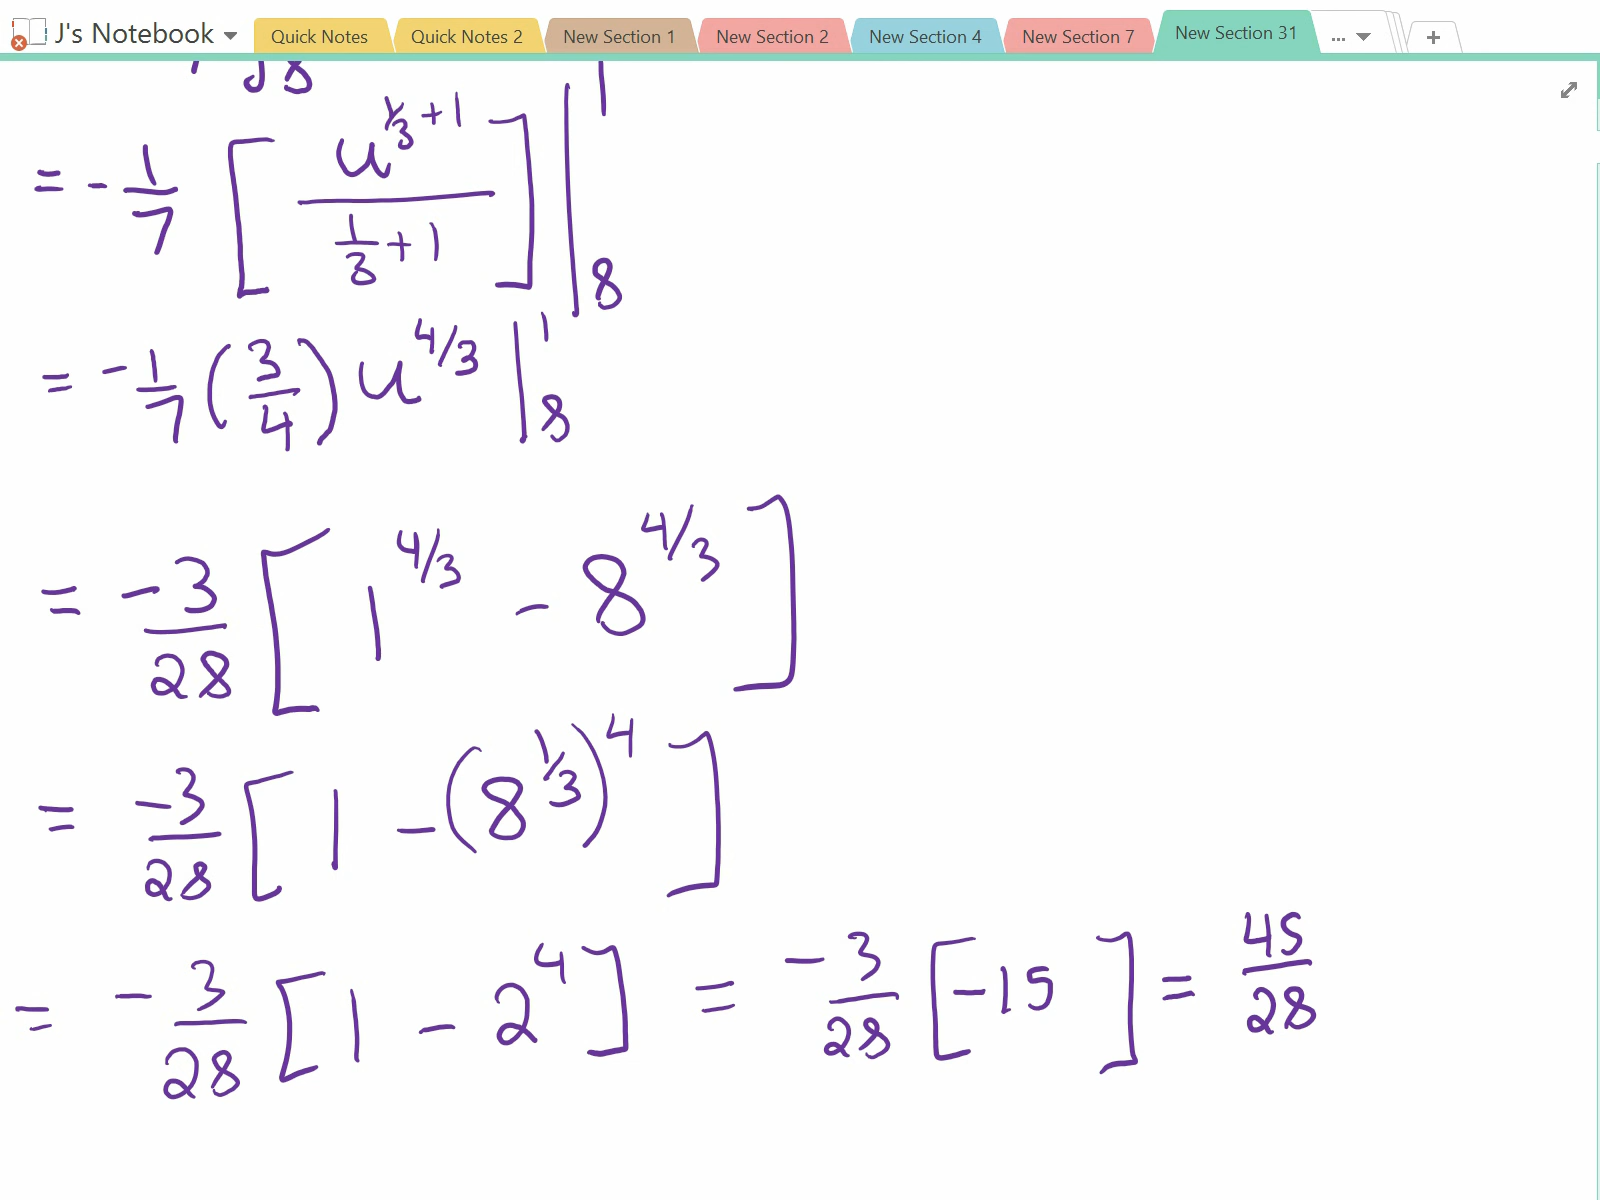 J's Notebook Quick Notes Quick Notes 2 New Section 1 New Section 2 New Section 4 New Section 7 New Section 31 ... +
∫8
= - 1/7 [ u^(1/3 + 1) / (1/3 + 1) ] |_8^1
= - 1/7 (3/4) u^(4/3) |_8^1
= -3/28 [ 1^(4/3) - 8^(4/3) ]
= -3/28 [ 1 - (8^(1/3))^4 ]
= - 3/28 [ 1 - 2^4 ] = - 3/28 [ -15 ] = 45/28